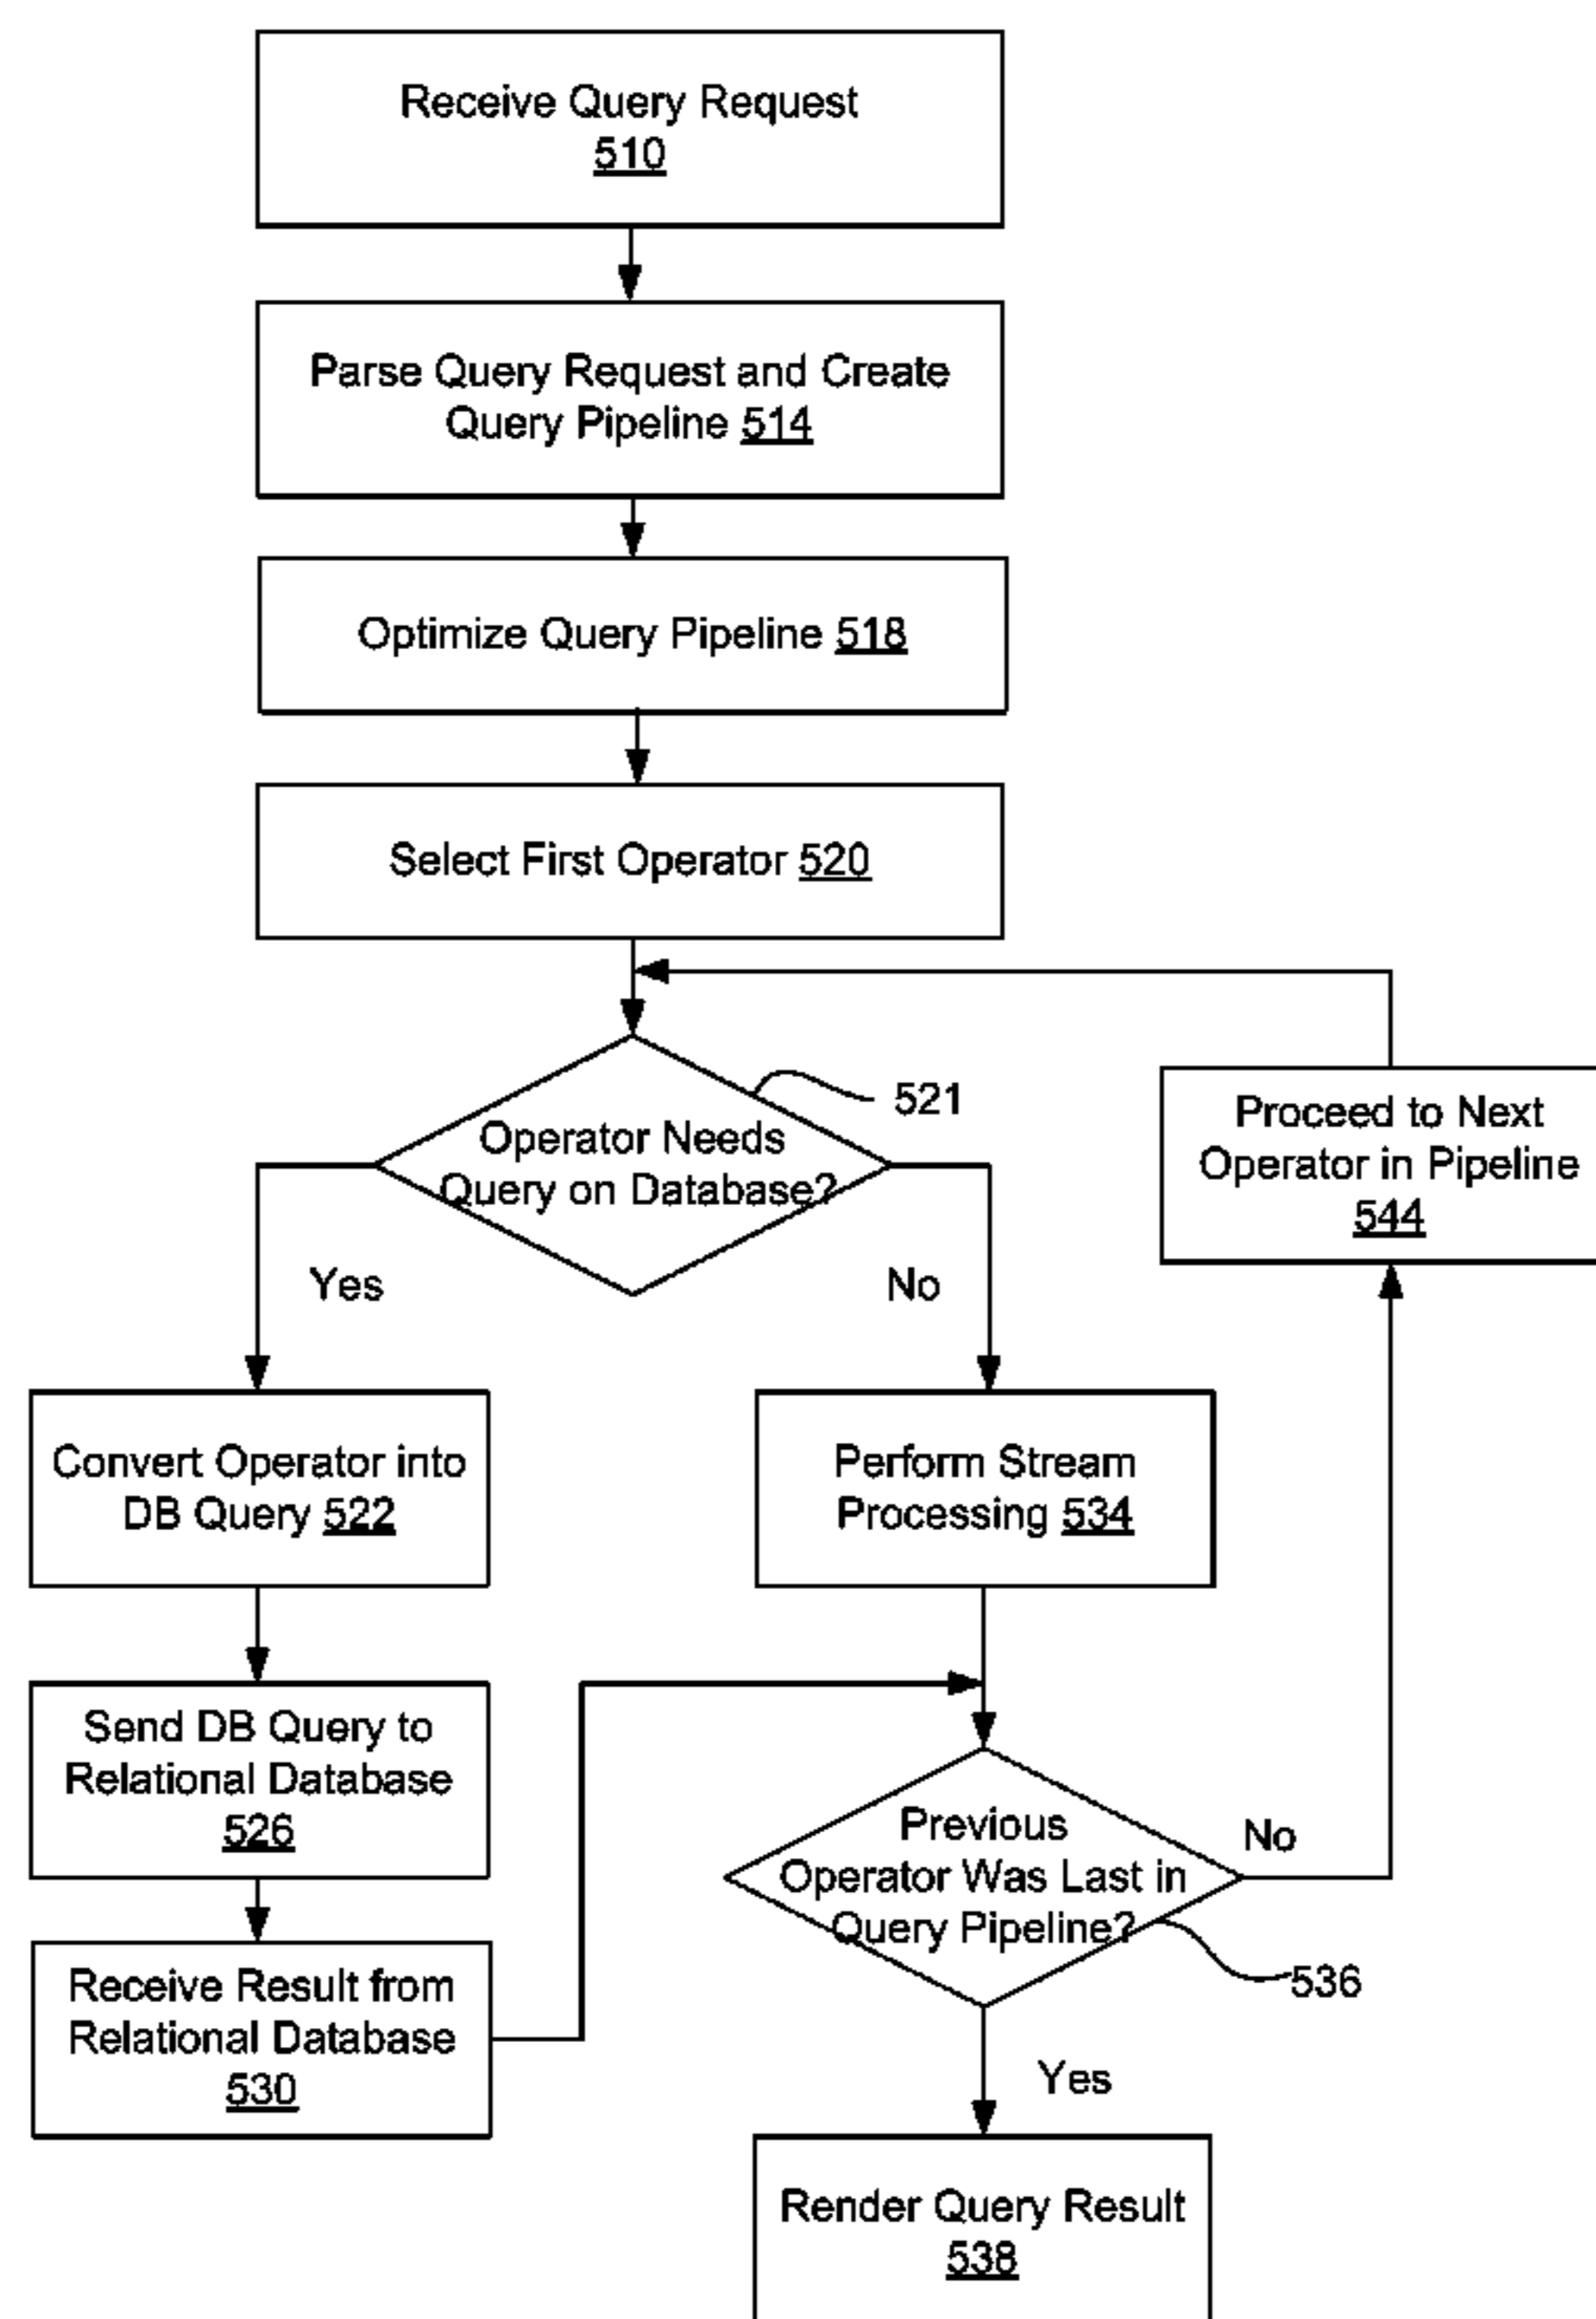 Receive Query Request
510
Parse Query Request and Create
Query Pipeline 514
Optimize Query Pipeline 518
Select First Operator 520
521
Operator Needs
Query on Database?
Proceed to Next
Operator in Pipeline
544
Yes
No
Convert Operator into
DB Query 522
Perform Stream
Processing 534
Send DB Query to
Relational Database
526
Previous
Operator Was Last in
Query Pipeline?
No
536
Receive Result from
Relational Database
530
Yes
Render Query Result
538